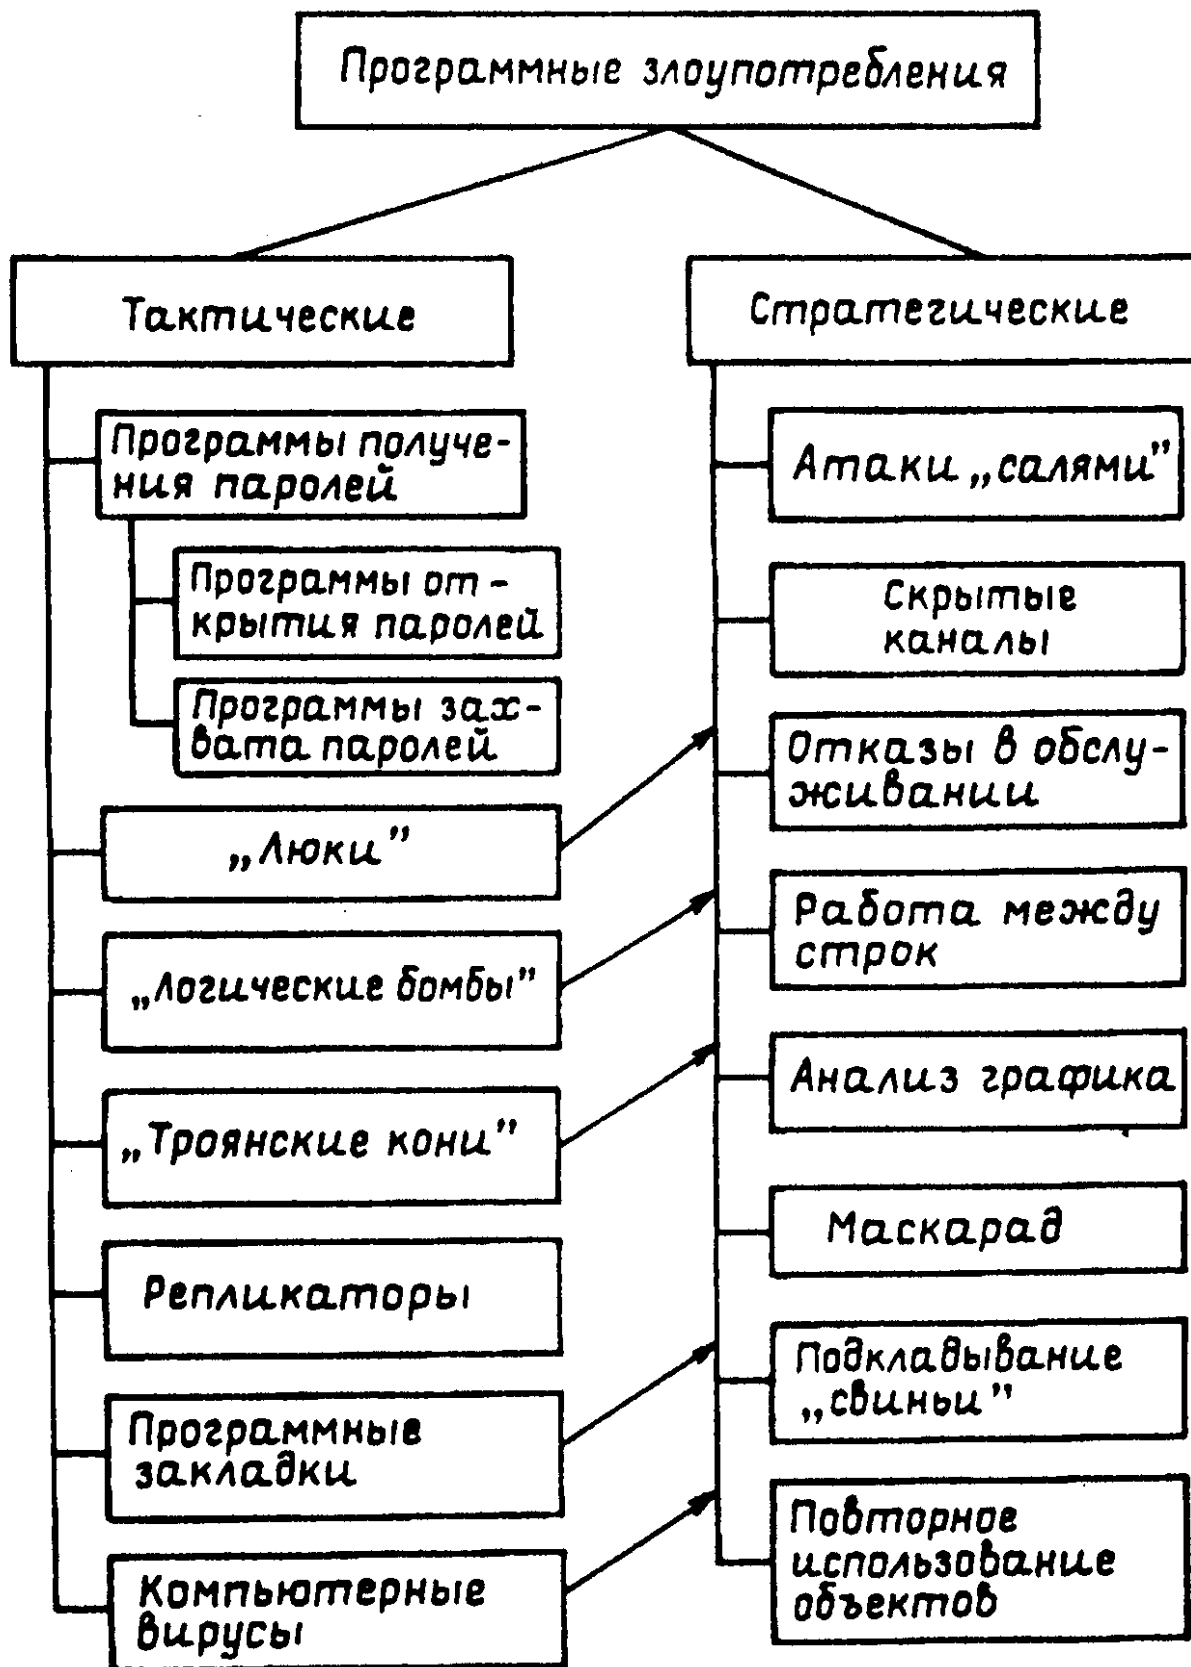 Программные злоупотребления
Тактические
Программы получе-
ния паролей
Программы от-
крытия паролей
Программы зах-
вата паролей
„Люки”
„Логические бомбы”
„Троянские кони”
Репликаторы
Программные
закладки
Компьютерные
вирусы
Стратегические
Атаки „салями”
Скрытые
каналы
Отказы в обслу-
живании
Работа между
строк
Анализ графика
Маскарад
Подкладывание
„свиньи”
Повторное
использование
объектов